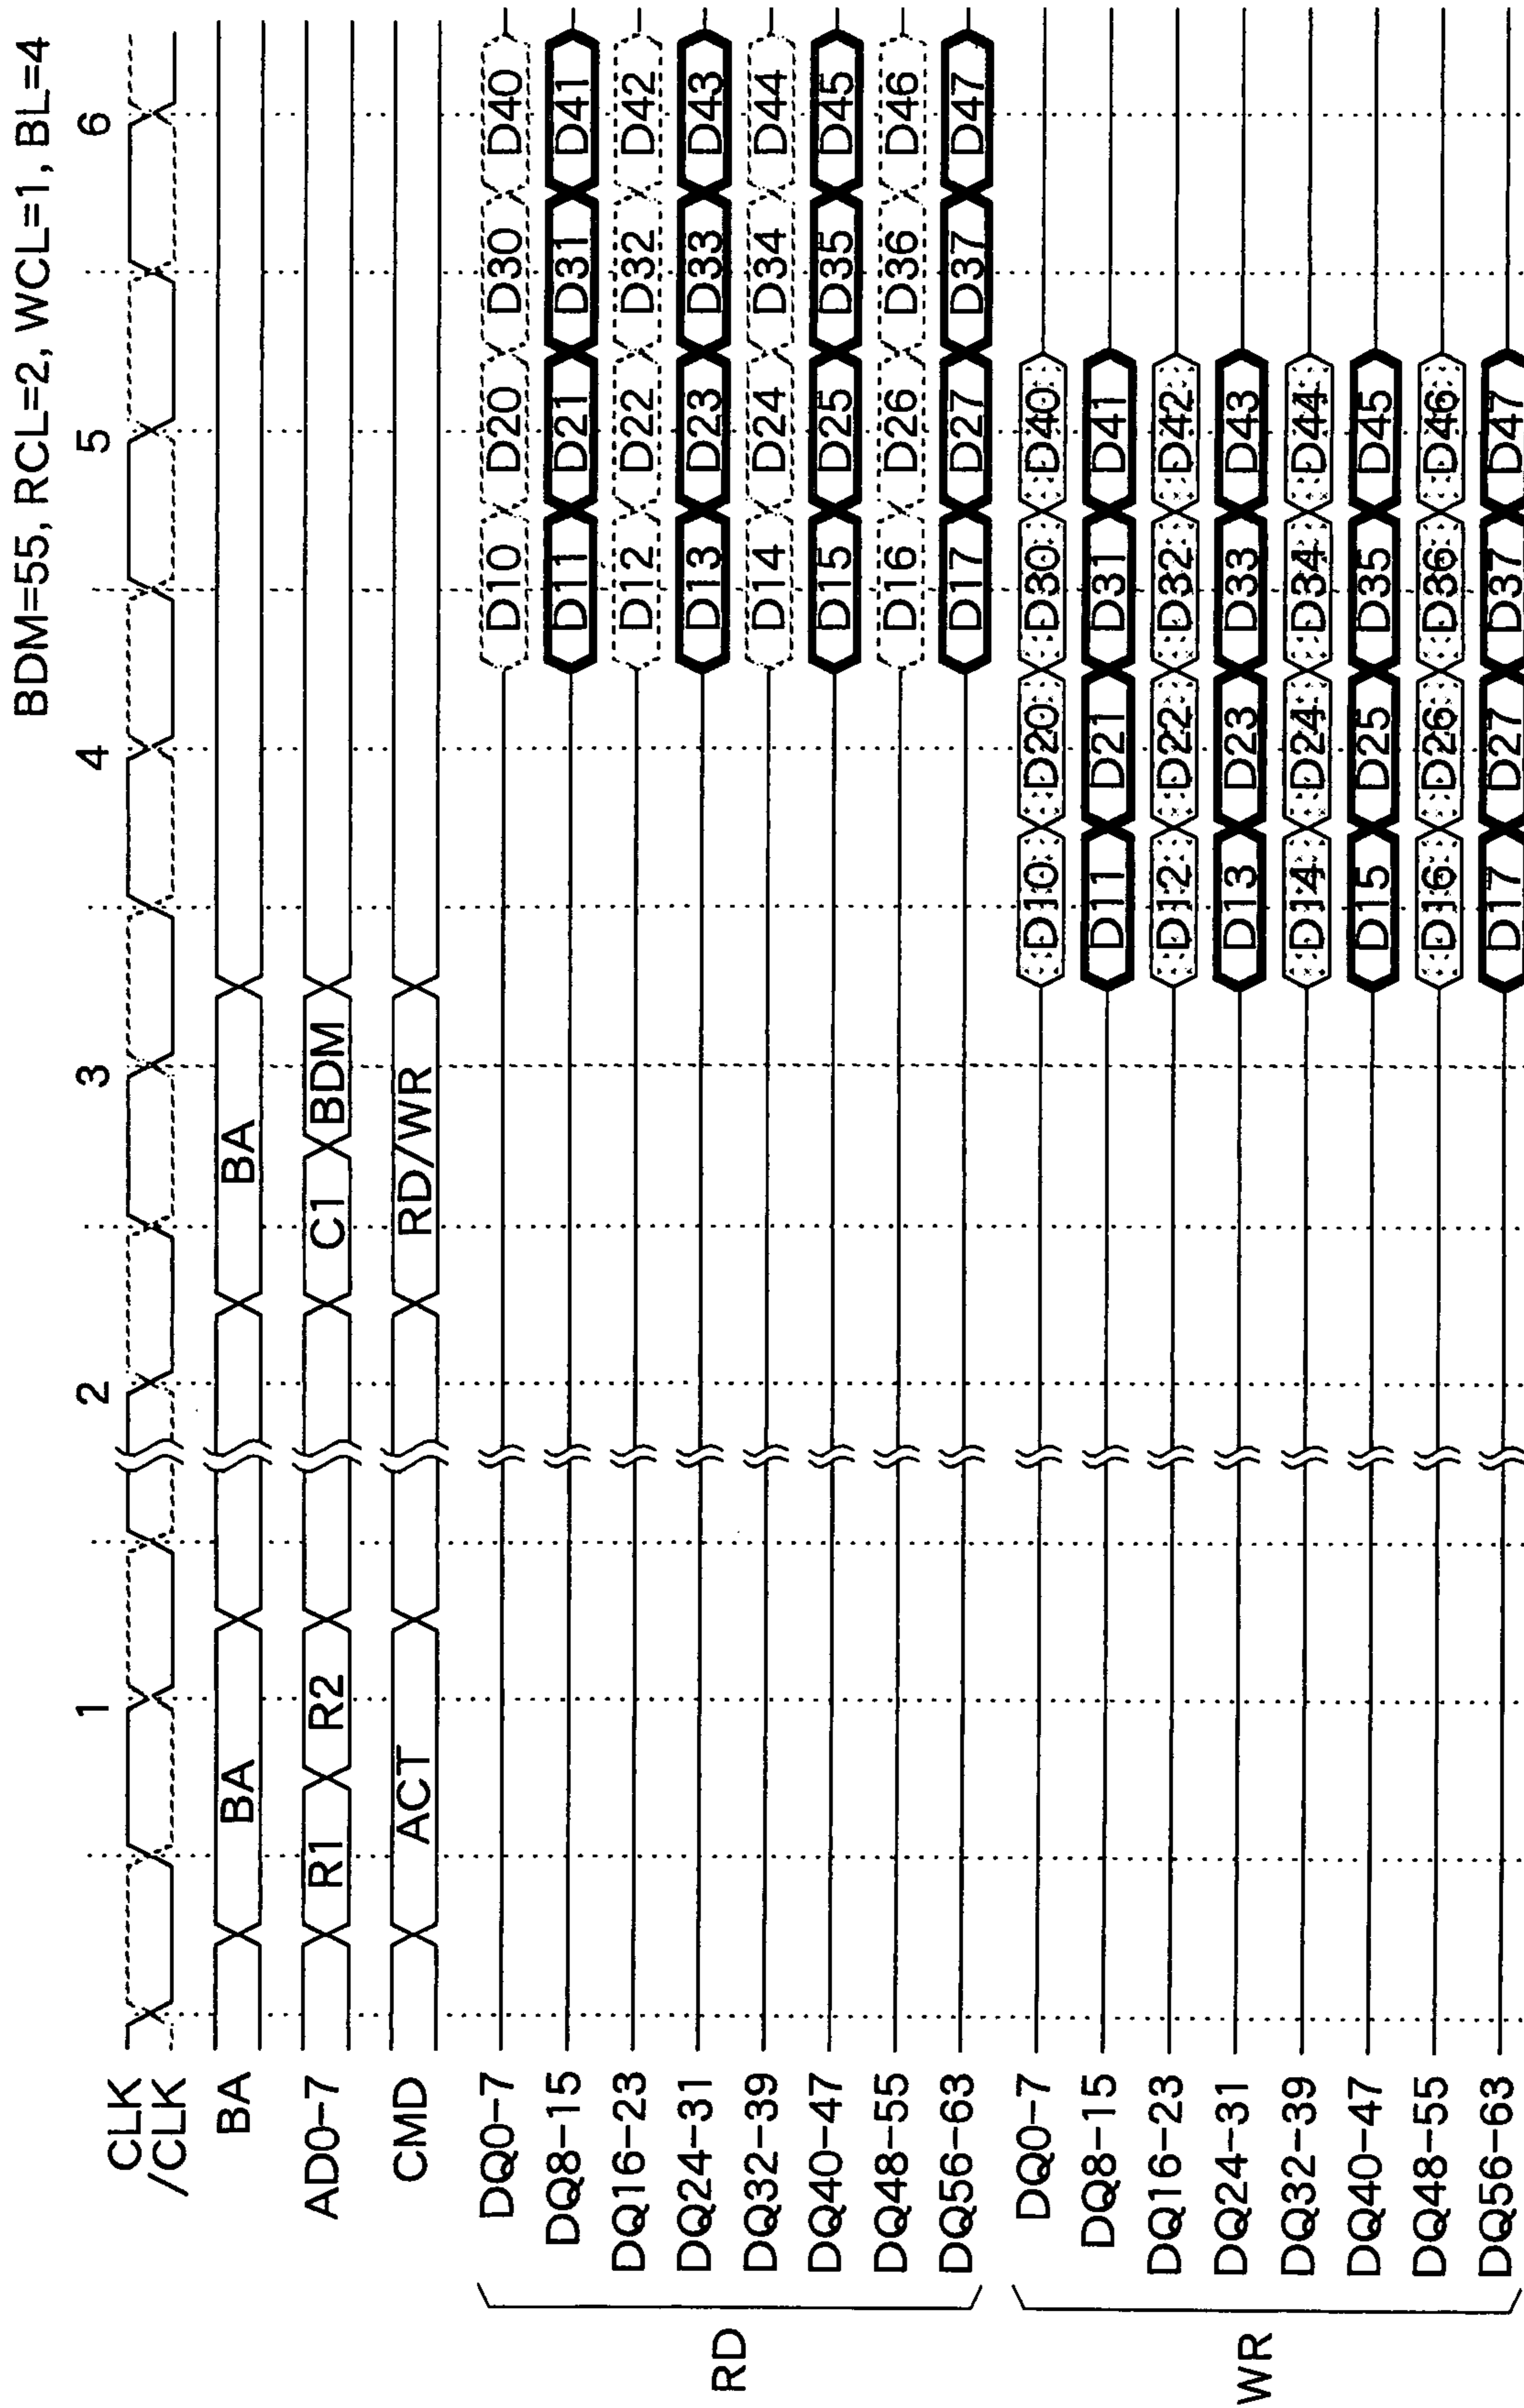 BDM=55, RCL=2, WCL=1, BL=4
1 2 3 4 5 6
CLK
/CLK
BA BA BA
AD0-7 R1 R2 C1 BDM
CMD ACT RD/WR
RD
DQ0-7 D10 D20 D30 D40
DQ8-15 D11 D21 D31 D41
DQ16-23 D12 D22 D32 D42
DQ24-31 D13 D23 D33 D43
DQ32-39 D14 D24 D34 D44
DQ40-47 D15 D25 D35 D45
DQ48-55 D16 D26 D36 D46
DQ56-63 D17 D27 D37 D47
WR
DQ0-7 D10 D20 D30 D40
DQ8-15 D11 D21 D31 D41
DQ16-23 D12 D22 D32 D42
DQ24-31 D13 D23 D33 D43
DQ32-39 D14 D24 D34 D44
DQ40-47 D15 D25 D35 D45
DQ48-55 D16 D26 D36 D46
DQ56-63 D17 D27 D37 D47